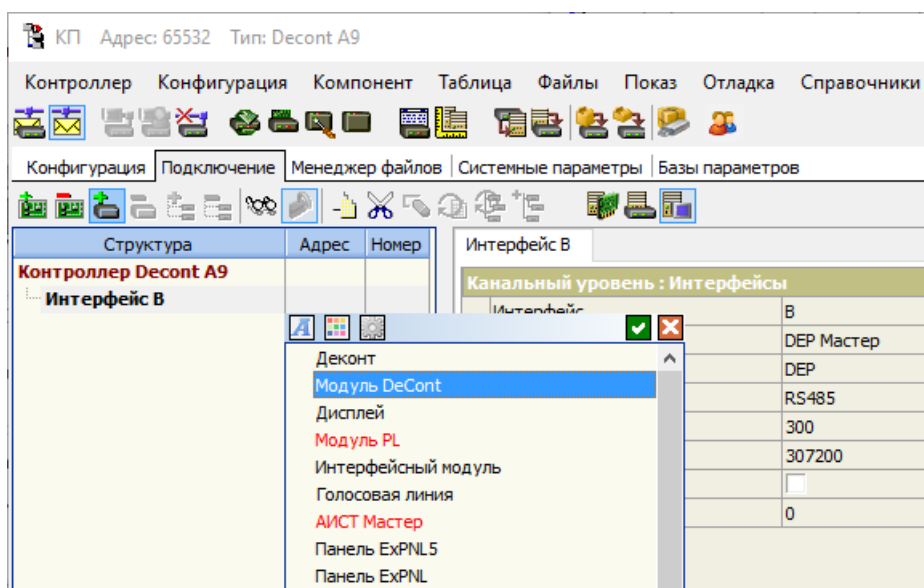 КП Адрес: 65532 Тип: Decont A9
Контроллер Конфигурация Компонент Таблица Файлы Показ Отладка Справочники
Конфигурация Подключение Менеджер файлов Системные параметры Базы параметров
Структура Адрес Номер
Контроллер Decont A9
Интерфейс B
Интерфейс B
Канальный уровень : Интерфейсы
Интерфейс B
DEP Мастер
DEP
RS485
300
307200
0
A
Деконт
Модуль DeCont
Дисплей
Модуль PL
Интерфейсный модуль
Голосовая линия
АИСТ Мастер
Панель ExPNL5
Панель ExPNL